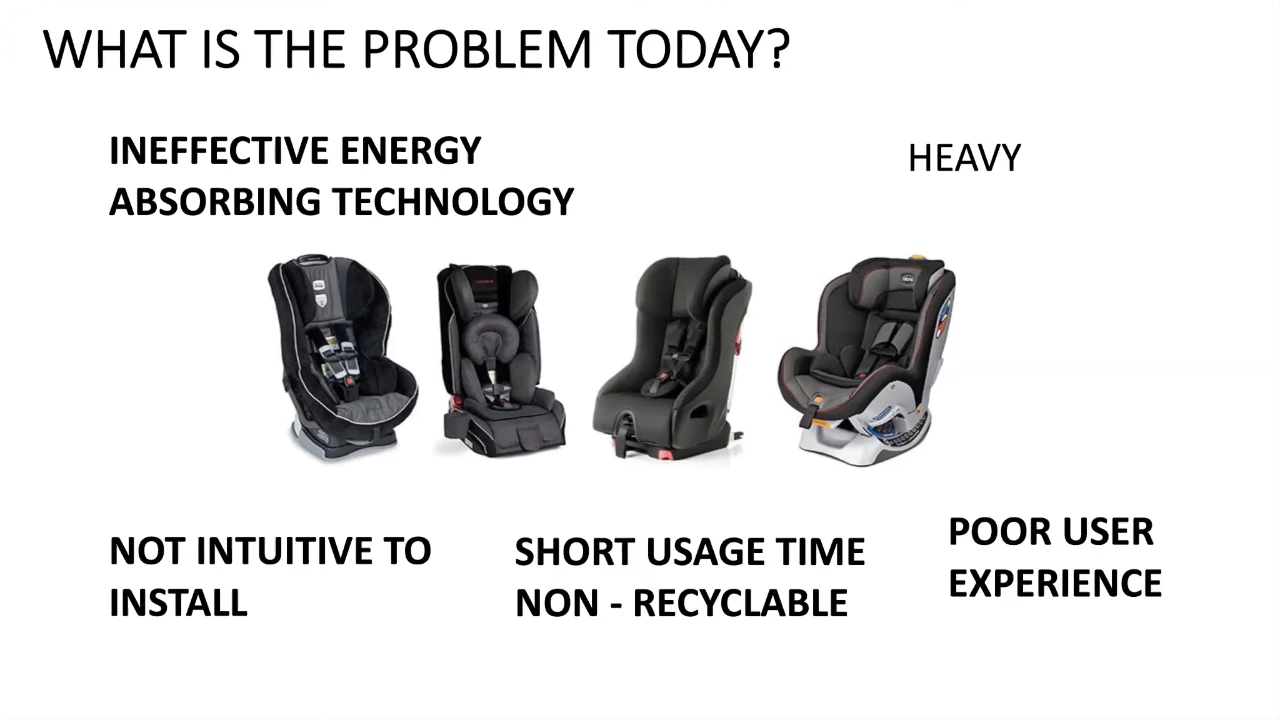 WHAT IS THE PROBLEM TODAY?
INEFFECTIVE ENERGY
ABSORBING TECHNOLOGY
HEAVY
NOT INTUITIVE TO
INSTALL
SHORT USAGE TIME
NON - RECYCLABLE
POOR USER
EXPERIENCE